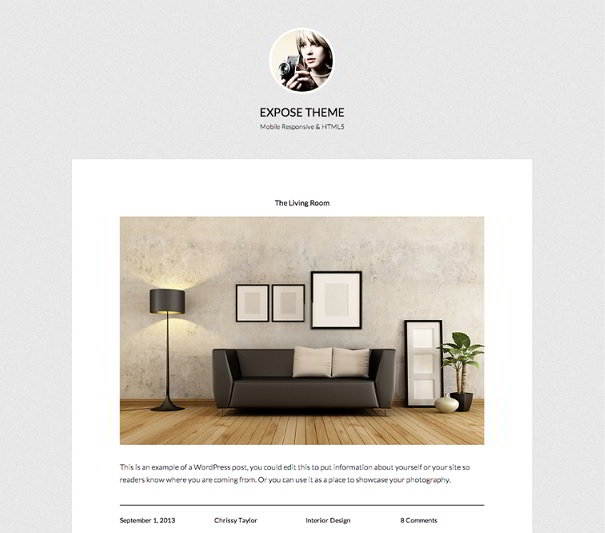 EXPOSE THEME
Mobile Responsive & HTML5
The Living Room
This is an example of a WordPress post, you could edit this to put information about yourself or your site so
readers know where you are coming from. Or you can use it as a place to showcase your photography.
September 1, 2013 Chrissy Taylor Interior Design 8 Comments